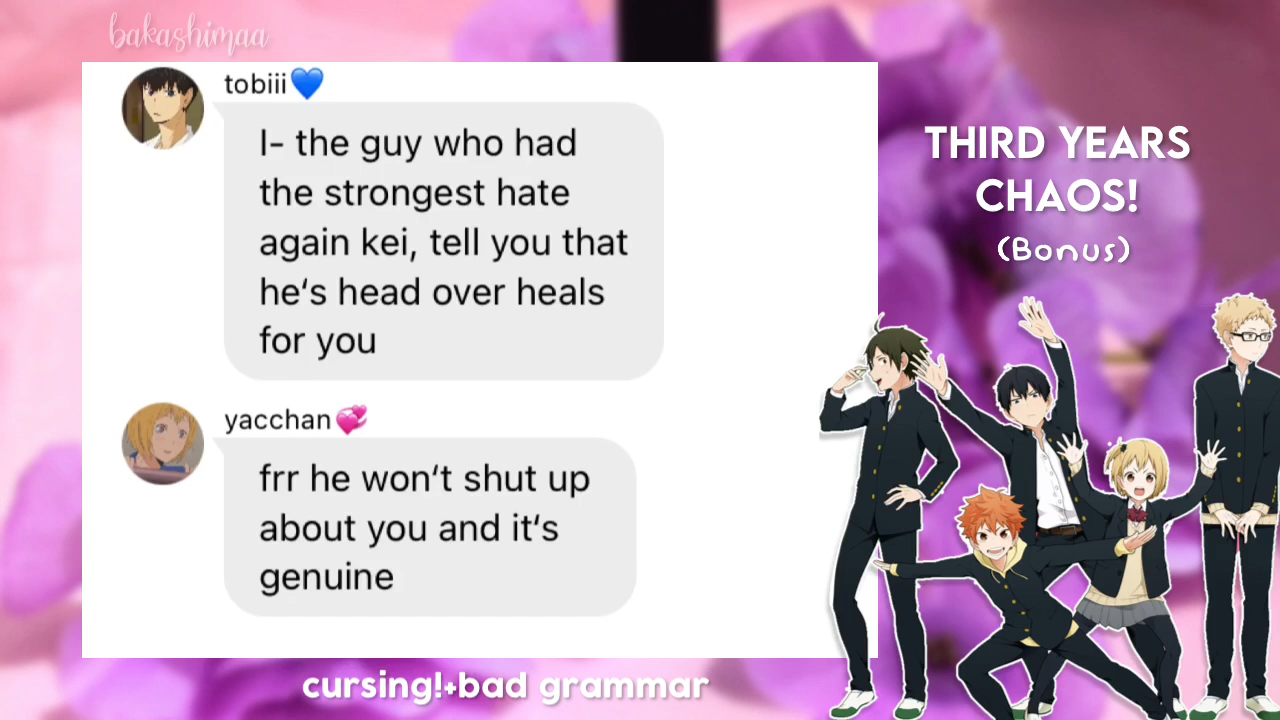 bakashimaa
tobiii💙
I- the guy who had
the strongest hate
again kei, tell you that
he‘s head over heals
for you
yacchan💞
frr he won‘t shut up
about you and it‘s
genuine
THIRD YEARS
CHAOS!
(Bonus)
cursing!+bad grammar